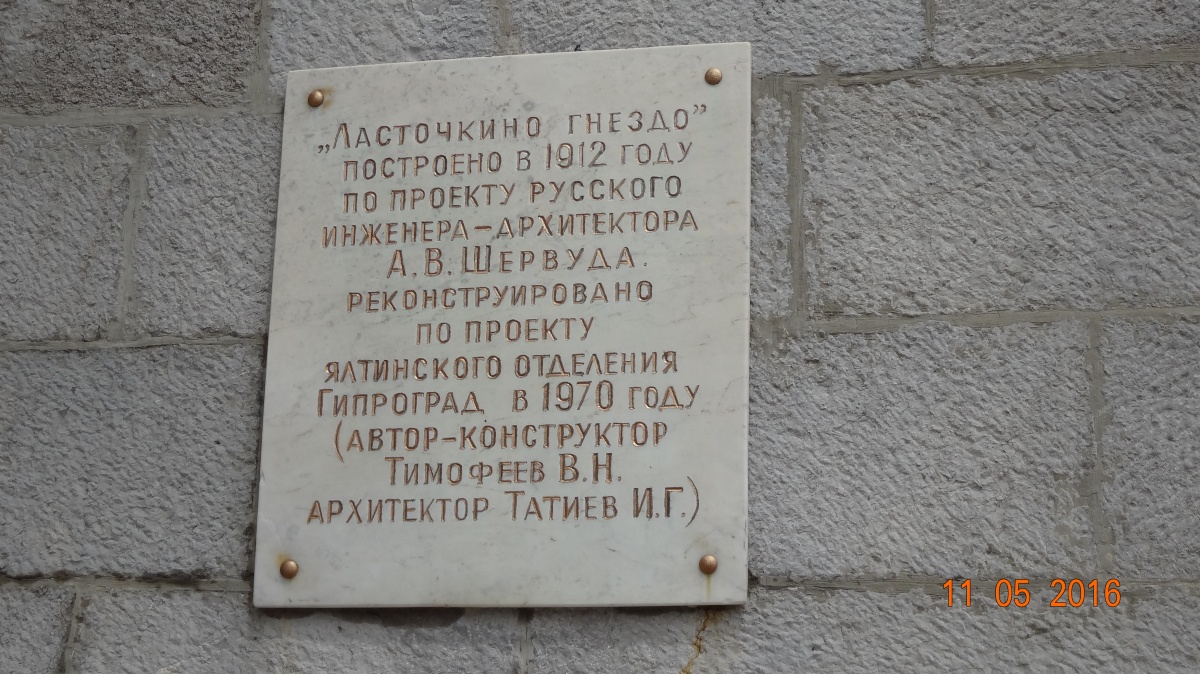 „Ласточкино гнездо”
построено в 1912 году
по проекту русского
инженера-архитектора
А.В. Шервуда.
реконструировано
по проекту
ялтинского отделения
Гипроград в 1970 году
(автор-конструктор
Тимофеев В.Н.
архитектор Татиев И.Г.)
11 05 2016